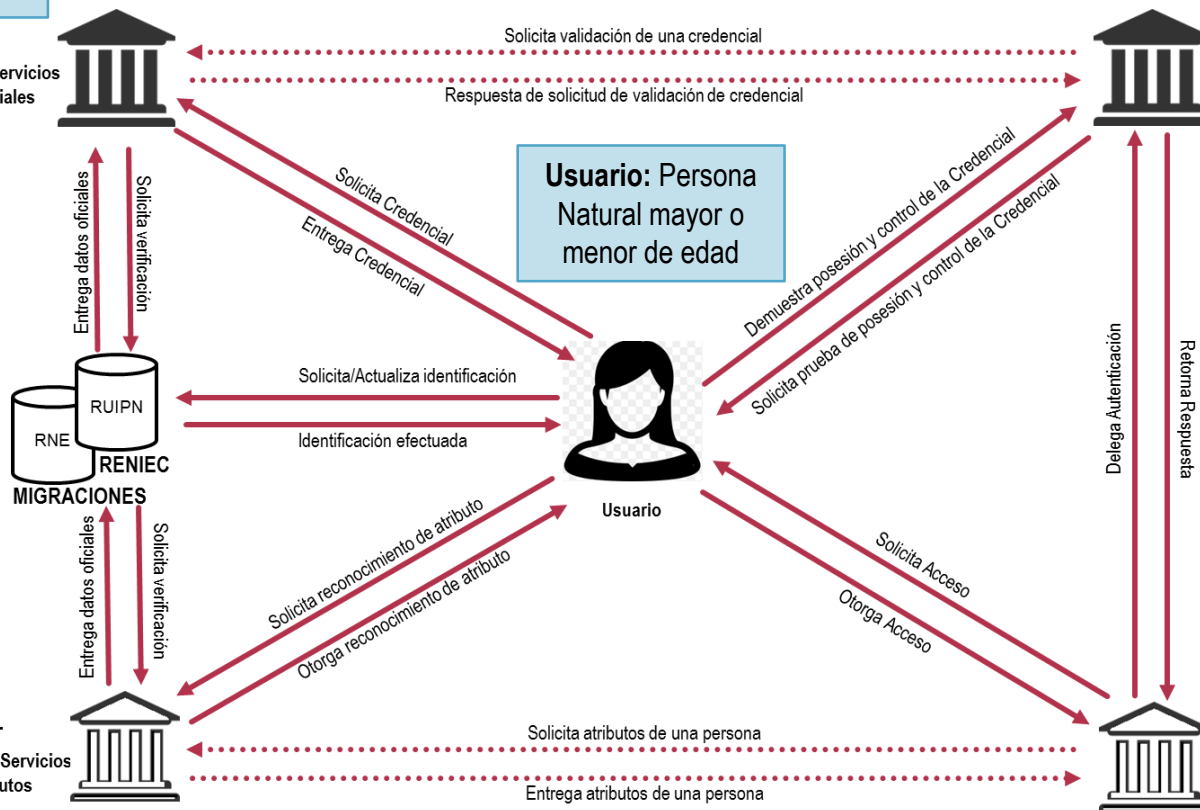 Solicita validación de una credencial
Respuesta de solicitud de validación de credencial
Usuario: Persona
Natural mayor o
menor de edad
Solicita Credencial
Entrega Credencial
Demuestra posesión y control de la Credencial
Solicita prueba de posesión y control de la Credencial
Entrega datos oficiales
Solicita verificación
Solicita/Actualiza identificación
Identificación efectuada
RUIPN
RNE
RENIEC
MIGRACIONES
Usuario
Delega Autenticación
Retorna Respuesta
Entrega datos oficiales
Solicita verificación
Solicita reconocimiento de atributo
Otorga reconocimiento de atributo
Solicita Acceso
Otorga Acceso
Servicios
Solicita atributos de una persona
Entrega atributos de una persona